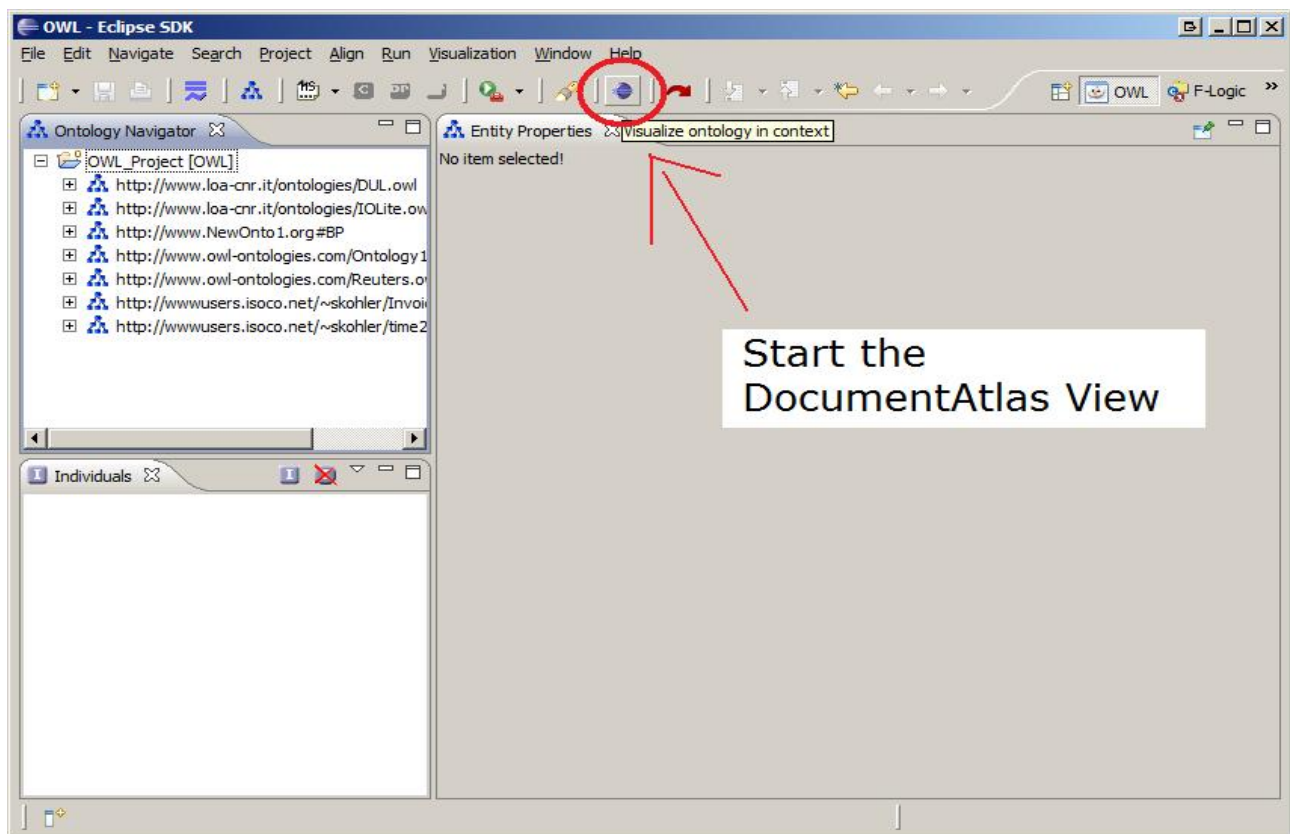 OWL - Eclipse SDK
File Edit Navigate Search Project Align Run Visualization Window Help
OWL F-Logic »
Ontology Navigator
Entity Properties
Visualize ontology in context
OWL_Project [OWL]
No item selected!
http://www.loa-cnr.it/ontologies/DUL.owl
http://www.loa-cnr.it/ontologies/IOLite.ow
http://www.NewOnto1.org#BP
http://www.owl-ontologies.com/Ontology1
http://www.owl-ontologies.com/Reuters.o
http://wwwusers.isoco.net/~skohler/Invoi
http://wwwusers.isoco.net/~skohler/time2
Start the
DocumentAtlas View
Individuals